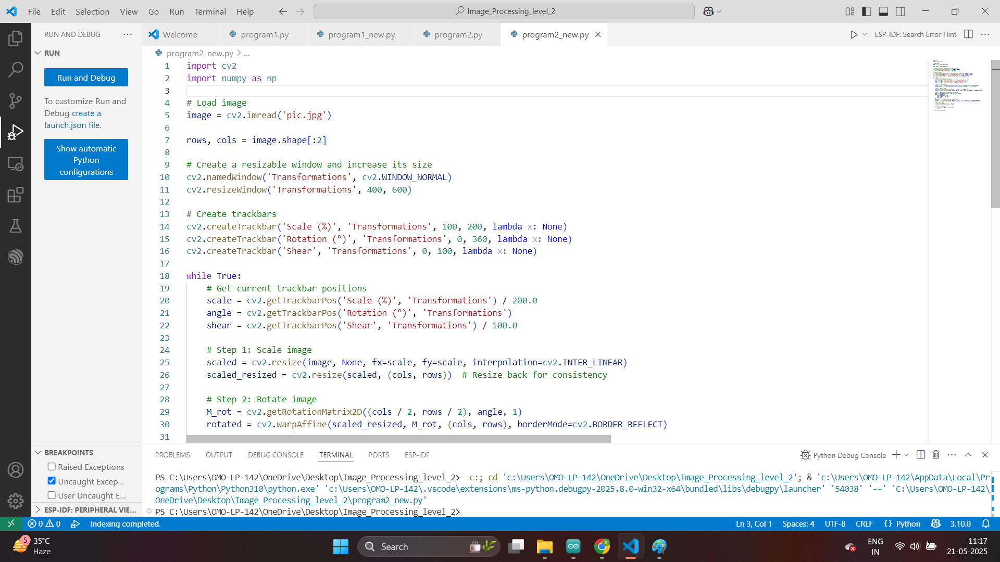 File Edit Selection View Go Run Terminal Help
Image_Processing_level_2
RUN AND DEBUG
Welcome
program1.py
program1_new.py
program2.py
program2_new.py
ESP-IDF: Search Error Hint
RUN
program2_new.py > ...
Run and Debug
To customize Run and
Debug create a
launch.json file.
Show automatic
Python
configurations
1 import cv2
2 import numpy as np
3
4 # Load image
5 image = cv2.imread('pic.jpg')
6
7 rows, cols = image.shape[:2]
8
9 # Create a resizable window and increase its size
10 cv2.namedWindow('Transformations', cv2.WINDOW_NORMAL)
11 cv2.resizeWindow('Transformations', 400, 600)
12
13 # Create trackbars
14 cv2.createTrackbar('Scale (%)', 'Transformations', 100, 200, lambda x: None)
15 cv2.createTrackbar('Rotation (°)', 'Transformations', 0, 360, lambda x: None)
16 cv2.createTrackbar('Shear', 'Transformations', 0, 100, lambda x: None)
17
18 while True:
19     # Get current trackbar positions
20     scale = cv2.getTrackbarPos('Scale (%)', 'Transformations') / 200.0
21     angle = cv2.getTrackbarPos('Rotation (°)', 'Transformations')
22     shear = cv2.getTrackbarPos('Shear', 'Transformations') / 100.0
23
24     # Step 1: Scale image
25     scaled = cv2.resize(image, None, fx=scale, fy=scale, interpolation=cv2.INTER_LINEAR)
26     scaled_resized = cv2.resize(scaled, (cols, rows))  # Resize back for consistency
27
28     # Step 2: Rotate image
29     M_rot = cv2.getRotationMatrix2D((cols / 2, rows / 2), angle, 1)
30     rotated = cv2.warpAffine(scaled_resized, M_rot, (cols, rows), borderMode=cv2.BORDER_REFLECT)
31
BREAKPOINTS
Raised Exceptions
Uncaught Excep...
User Uncaught E...
ESP-IDF: PERIPHERAL VIE...
PROBLEMS OUTPUT DEBUG CONSOLE TERMINAL PORTS ESP-IDF
Python Debug Console
PS C:\Users\OMO-LP-142\OneDrive\Desktop\Image_Processing_level_2>  c:; cd 'c:\Users\OMO-LP-142\OneDrive\Desktop\Image_Processing_level_2'; & 'c:\Users\OMO-LP-142\AppData\Local\Pr
ograms\Python\Python310\python.exe' 'c:\Users\OMO-LP-142\.vscode\extensions\ms-python.debugpy-2025.8.0-win32-x64\bundled\libs\debugpy\launcher' '54038' '--' 'C:\Users\OMO-LP-142\
OneDrive\Desktop\Image_Processing_level_2\program2_new.py'
PS C:\Users\OMO-LP-142\OneDrive\Desktop\Image_Processing_level_2>
0 0 Indexing completed.
Ln 3, Col 1 Spaces: 4 UTF-8 CRLF {} Python 3.10.0
5
35°C
Haze
Search
ENG
IN
11:17
21-05-2025